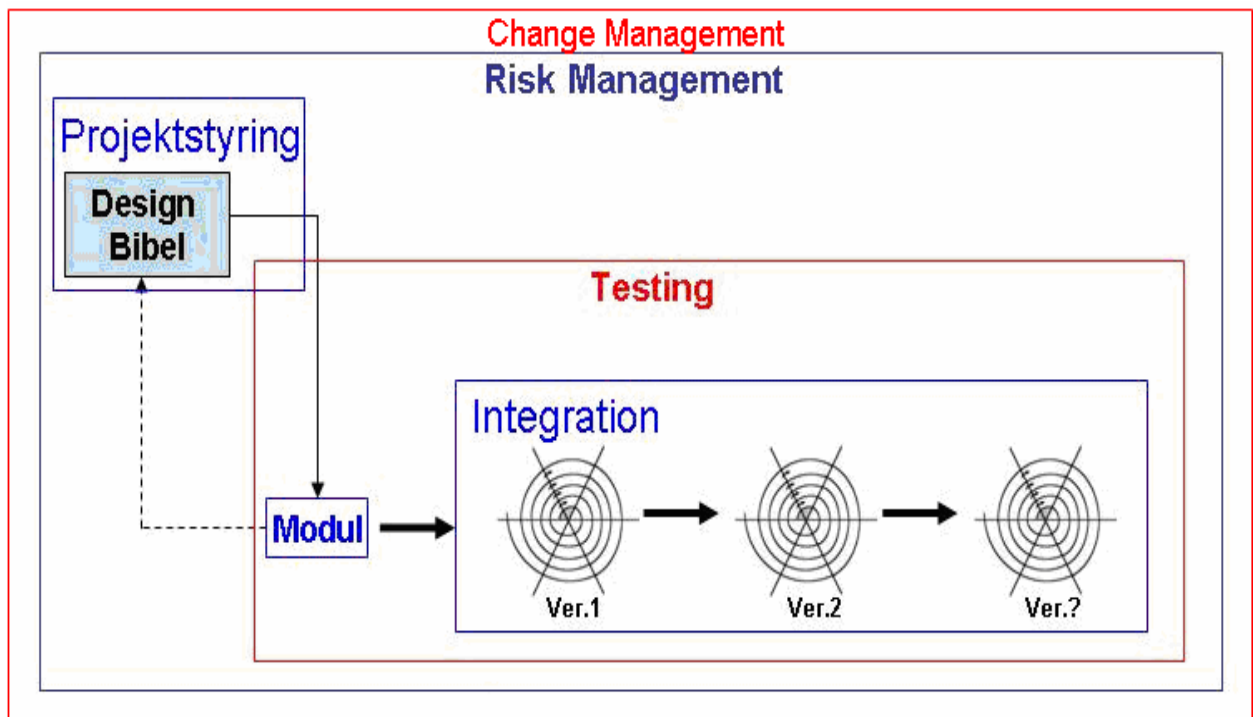 Change Management
Risk Management
Projektstyring
Design
Bibel
Testing
Integration
Modul
Ver.1
Ver.2
Ver.?